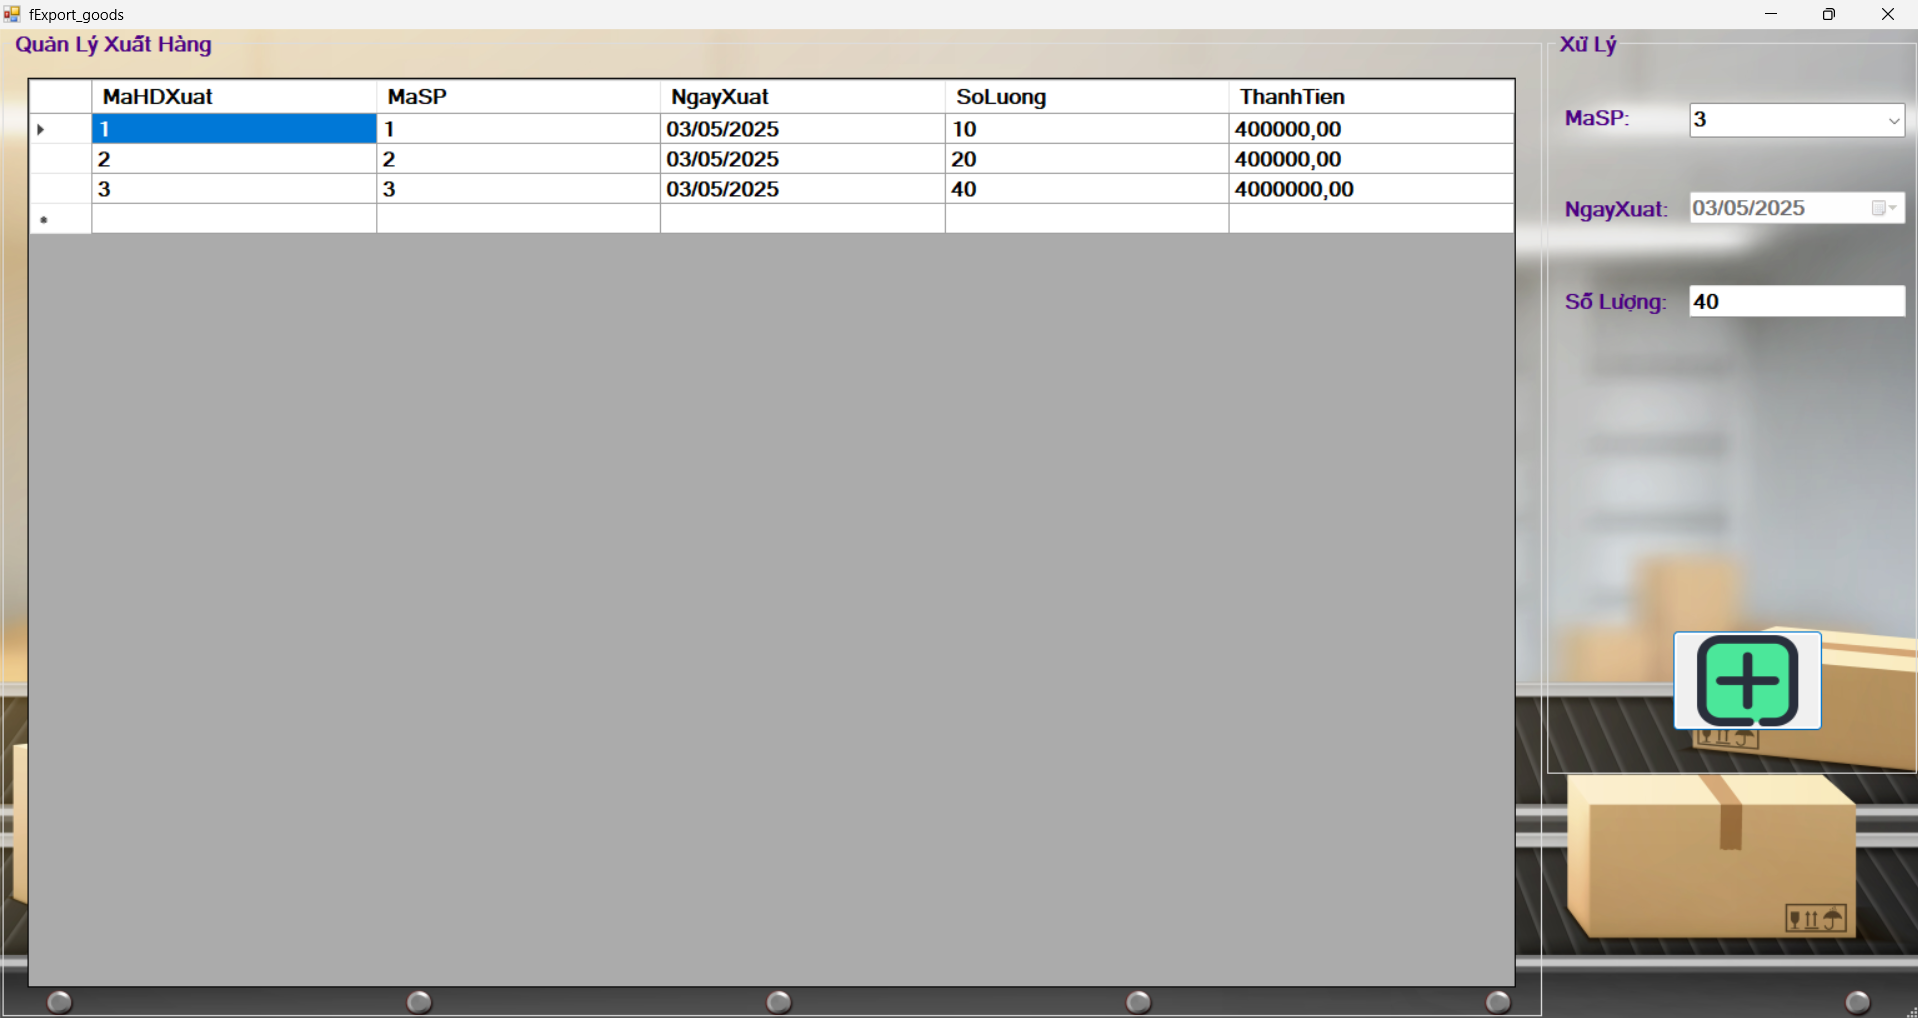 fExport_goods
Quản Lý Xuất Hàng
MaHDXuat MaSP NgayXuat SoLuong ThanhTien
1 1 03/05/2025 10 400000,00
2 2 03/05/2025 20 400000,00
3 3 03/05/2025 40 4000000,00
Xử Lý
MaSP: 3
NgayXuat: 03/05/2025
Số Lượng: 40